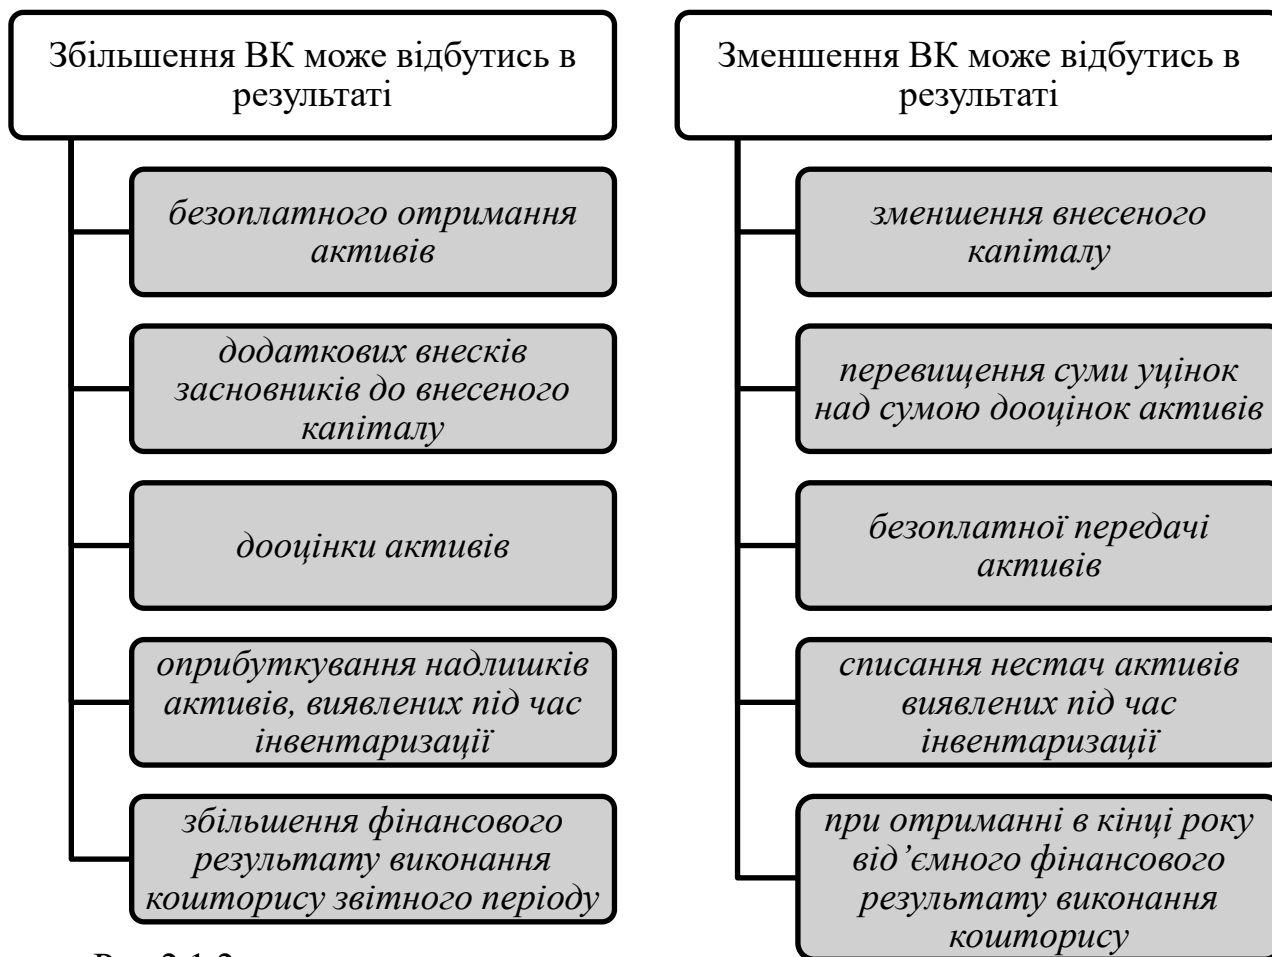 Збільшення ВК може відбутись в
результаті
безоплатного отримання
активів
додаткових внесків
засновників до внесеного
капіталу
дооцінки активів
оприбуткування надлишків
активів, виявлених під час
інвентаризації
збільшення фінансового
результату виконання
кошторису звітного періоду
Зменшення ВК може відбутись в
результаті
зменшення внесеного
капіталу
перевищення суми уцінок
над сумою дооцінок активів
безоплатної передачі
активів
списання нестач активів
виявлених під час
інвентаризації
при отриманні в кінці року
від’ємного фінансового
результату виконання
кошторису